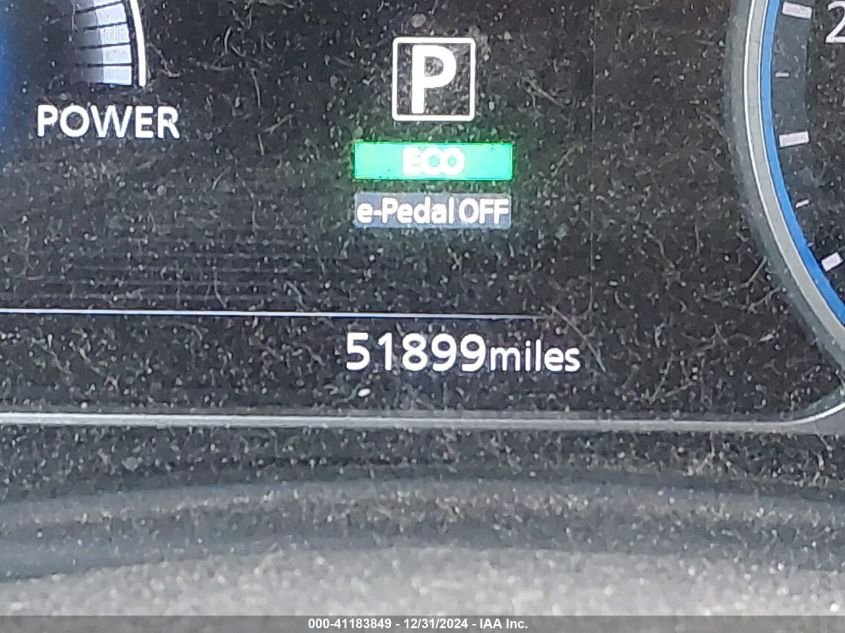 P
POWER
ECO
e-Pedal OFF
51899miles
000-41183849 - 12/31/2024 - IAA Inc.